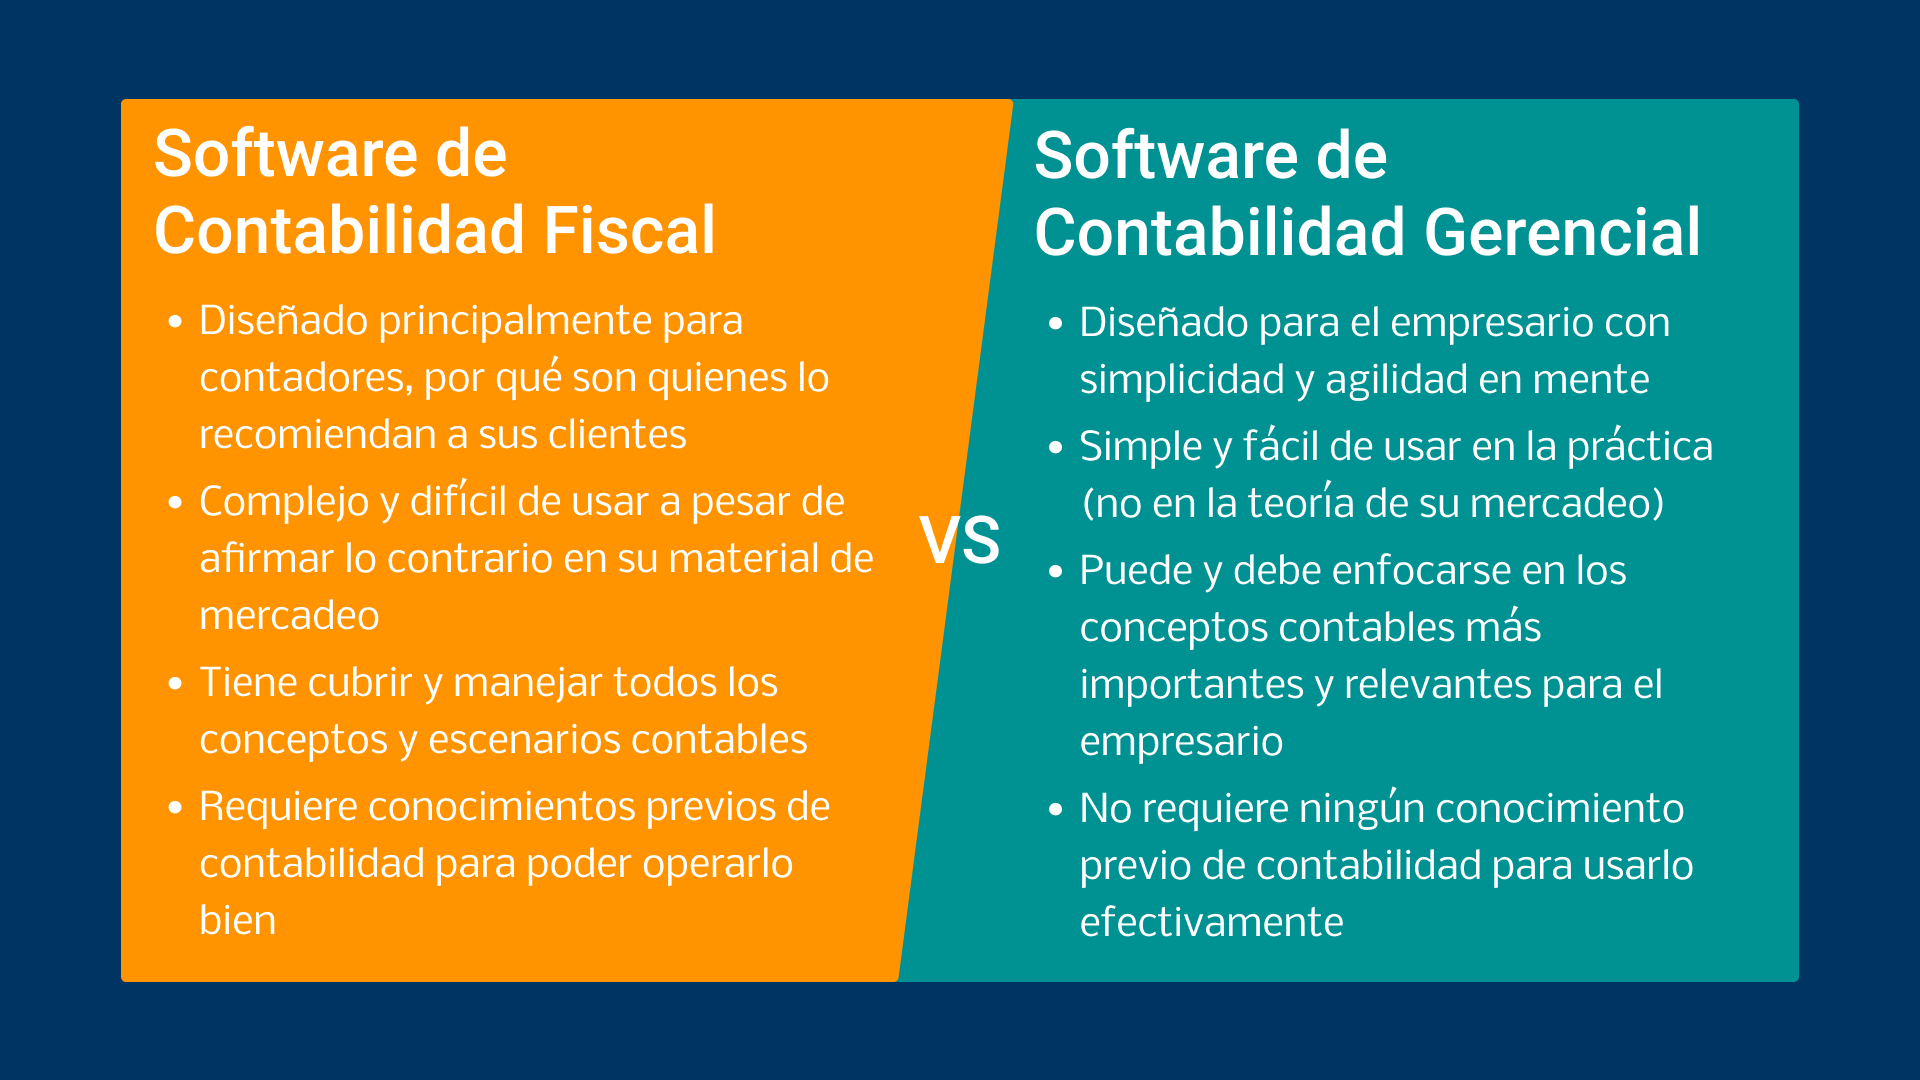 Software de
Contabilidad Fiscal
• Diseñado principalmente para
contadores, por qué son quienes lo
recomiendan a sus clientes
• Complejo y difícil de usar a pesar de
afirmar lo contrario en su material de
mercadeo
• Tiene cubrir y manejar todos los
conceptos y escenarios contables
• Requiere conocimientos previos de
contabilidad para poder operarlo
bien
VS
Software de
Contabilidad Gerencial
• Diseñado para el empresario con
simplicidad y agilidad en mente
• Simple y fácil de usar en la práctica
(no en la teoría de su mercadeo)
• Puede y debe enfocarse en los
conceptos contables más
importantes y relevantes para el
empresario
• No requiere ningún conocimiento
previo de contabilidad para usarlo
efectivamente